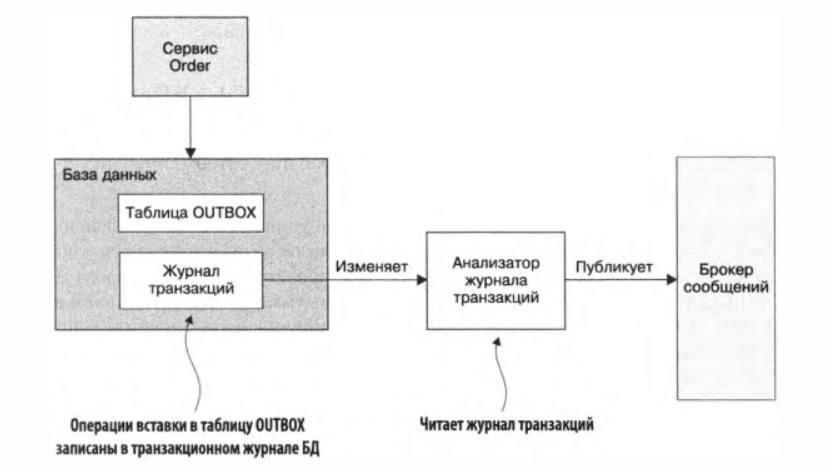 Сервис
Order
База данных
Таблица OUTBOX
Журнал
транзакций
Изменяет
Анализатор
журнала
транзакций
Публикует
Брокер
сообщений
Операции вставки в таблицу OUTBOX
записаны в транзакционном журнале БД
Читает журнал транзакций